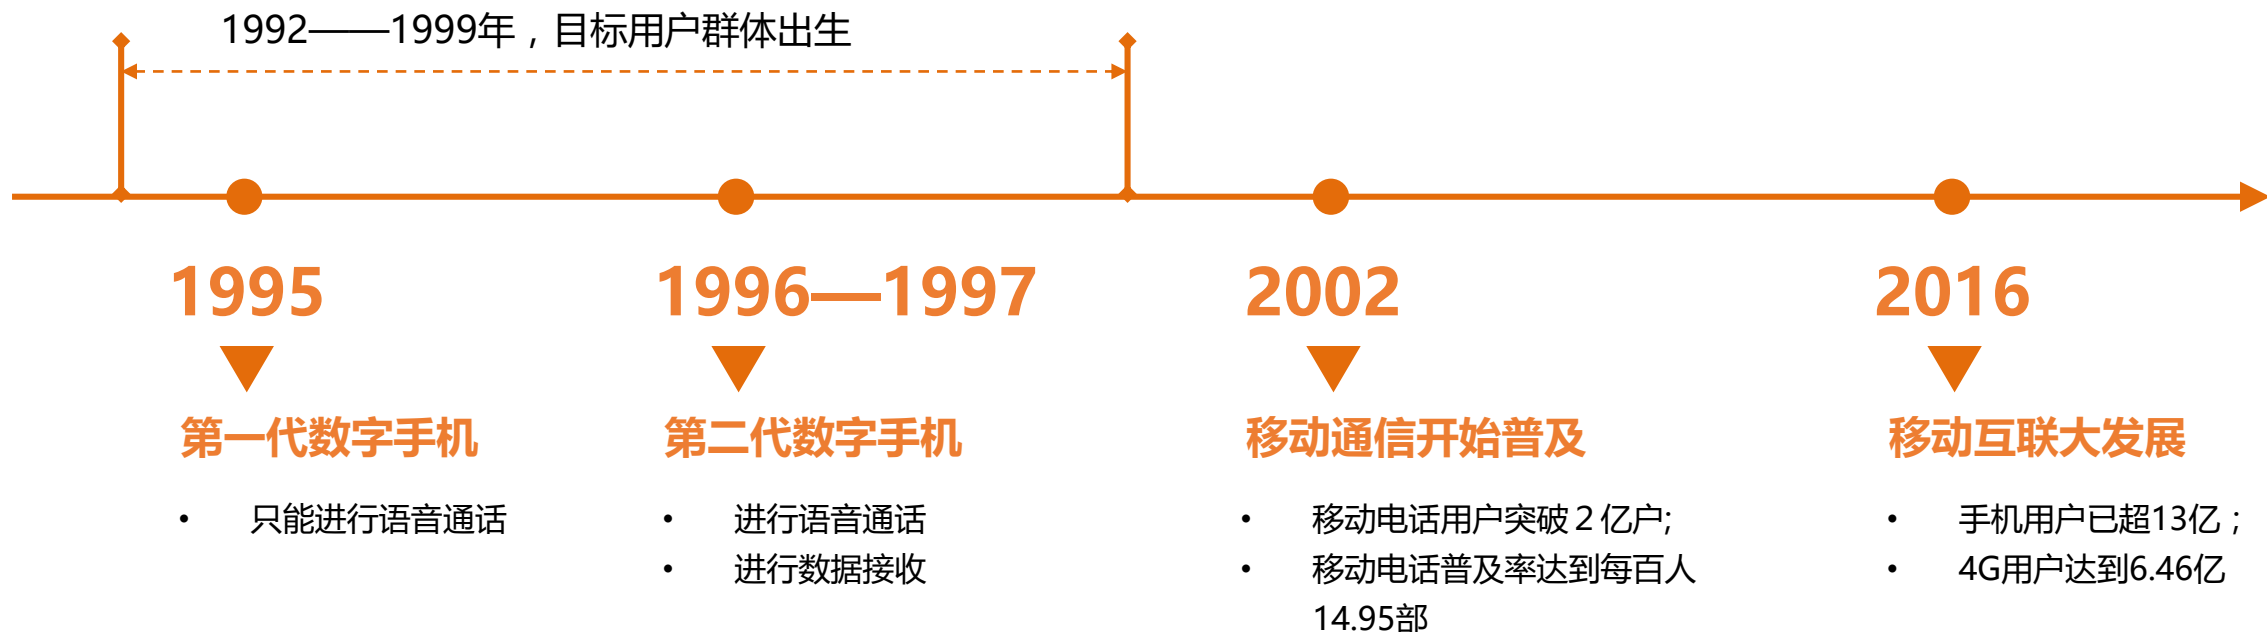 1992——1999年，目标用户群体出生
1995
1996—1997
2002
2016
第一代数字手机
第二代数字手机
移动通信开始普及
移动互联大发展
• 只能进行语音通话
• 进行语音通话
• 进行数据接收
• 移动电话用户突破２亿户;
• 移动电话普及率达到每百人
14.95部
• 手机用户已超13亿；
• 4G用户达到6.46亿